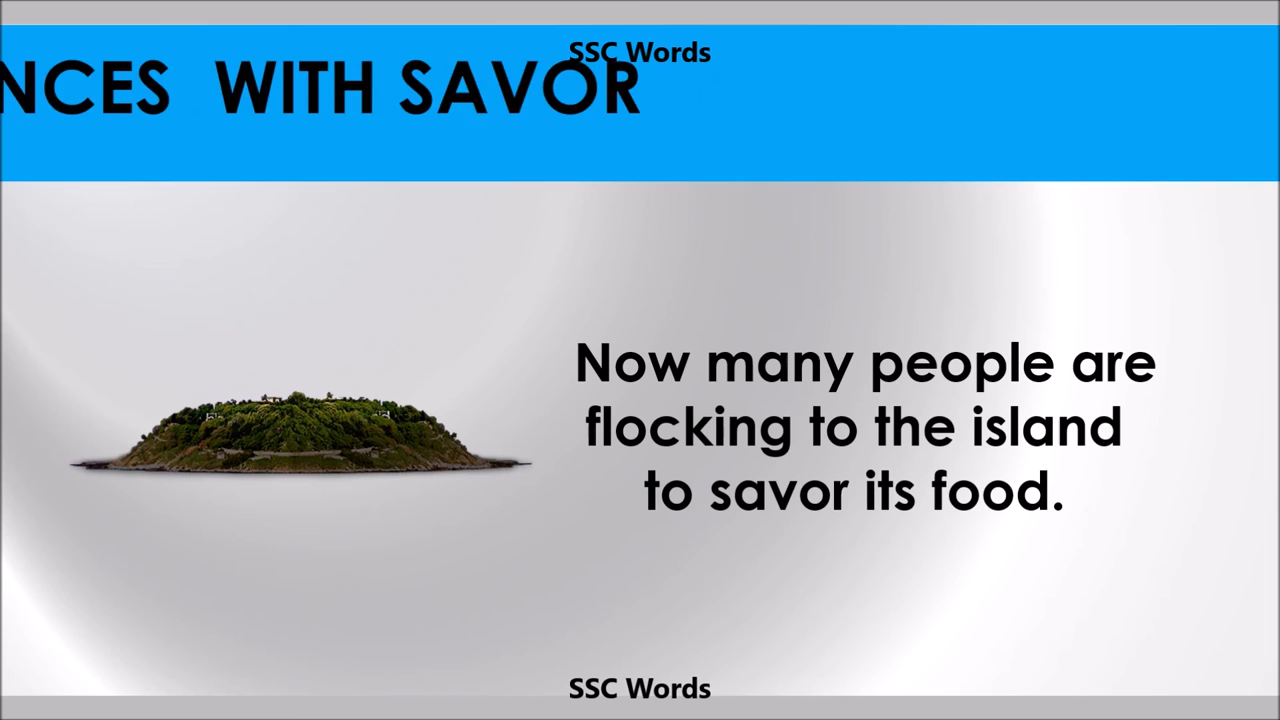 SSC Words
NCES WITH SAVOR
Now many people are
flocking to the island
to savor its food.
SSC Words